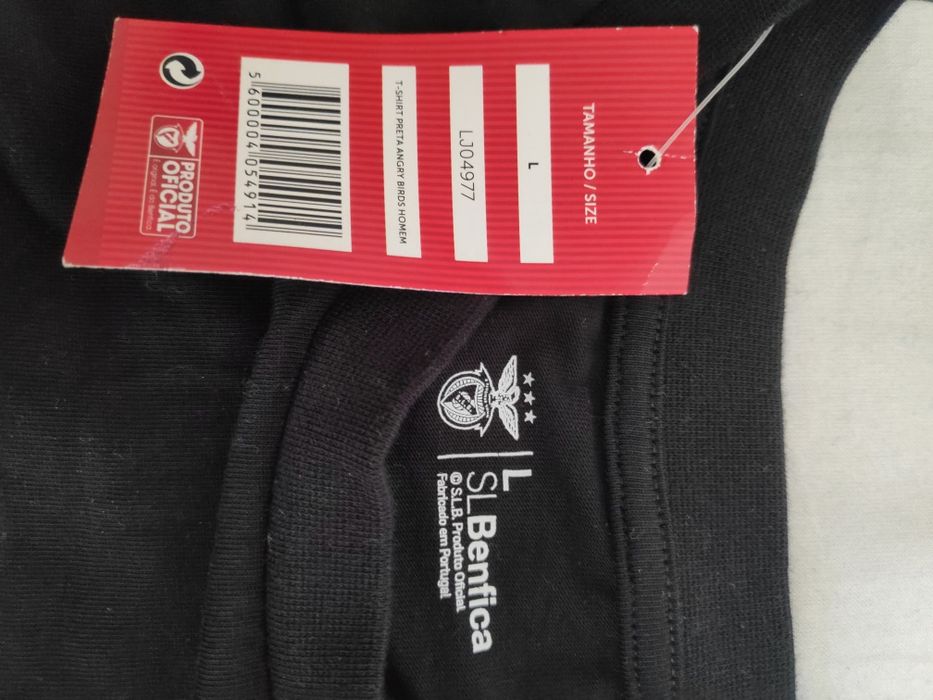 TAMANHO / SIZE
L
LJ04977
T-SHIRT PRETA ANGRY BIRDS HOMEM
5 600004 054914
PRODUTO
OFICIAL
S.L.B.
L
SLBenfica
© S.L.B. Produto Oficial.
Fabricado em Portugal